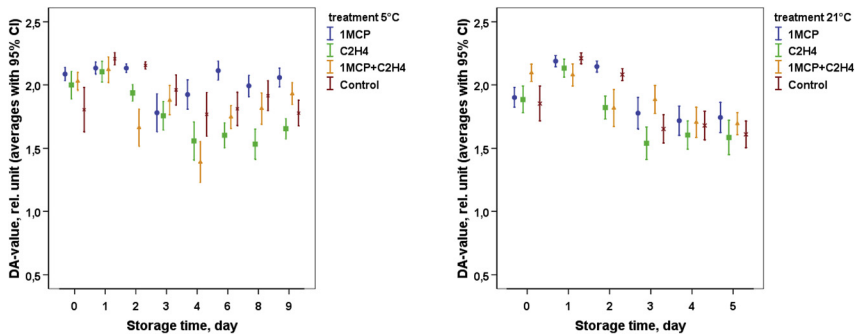 treatment 5°C
1MCP
C2H4
1MCP+C2H4
Control
DA-value, rel. unit (averages with 95% CI)
2,5
2,0
1,5
1,0
0,5
0 1 2 3 4 6 8 9
Storage time, day
treatment 21°C
1MCP
C2H4
1MCP+C2H4
Control
DA-value, rel. unit (averages with 95% CI)
2,5
2,0
1,5
1,0
0,5
0 1 2 3 4 5
Storage time, day